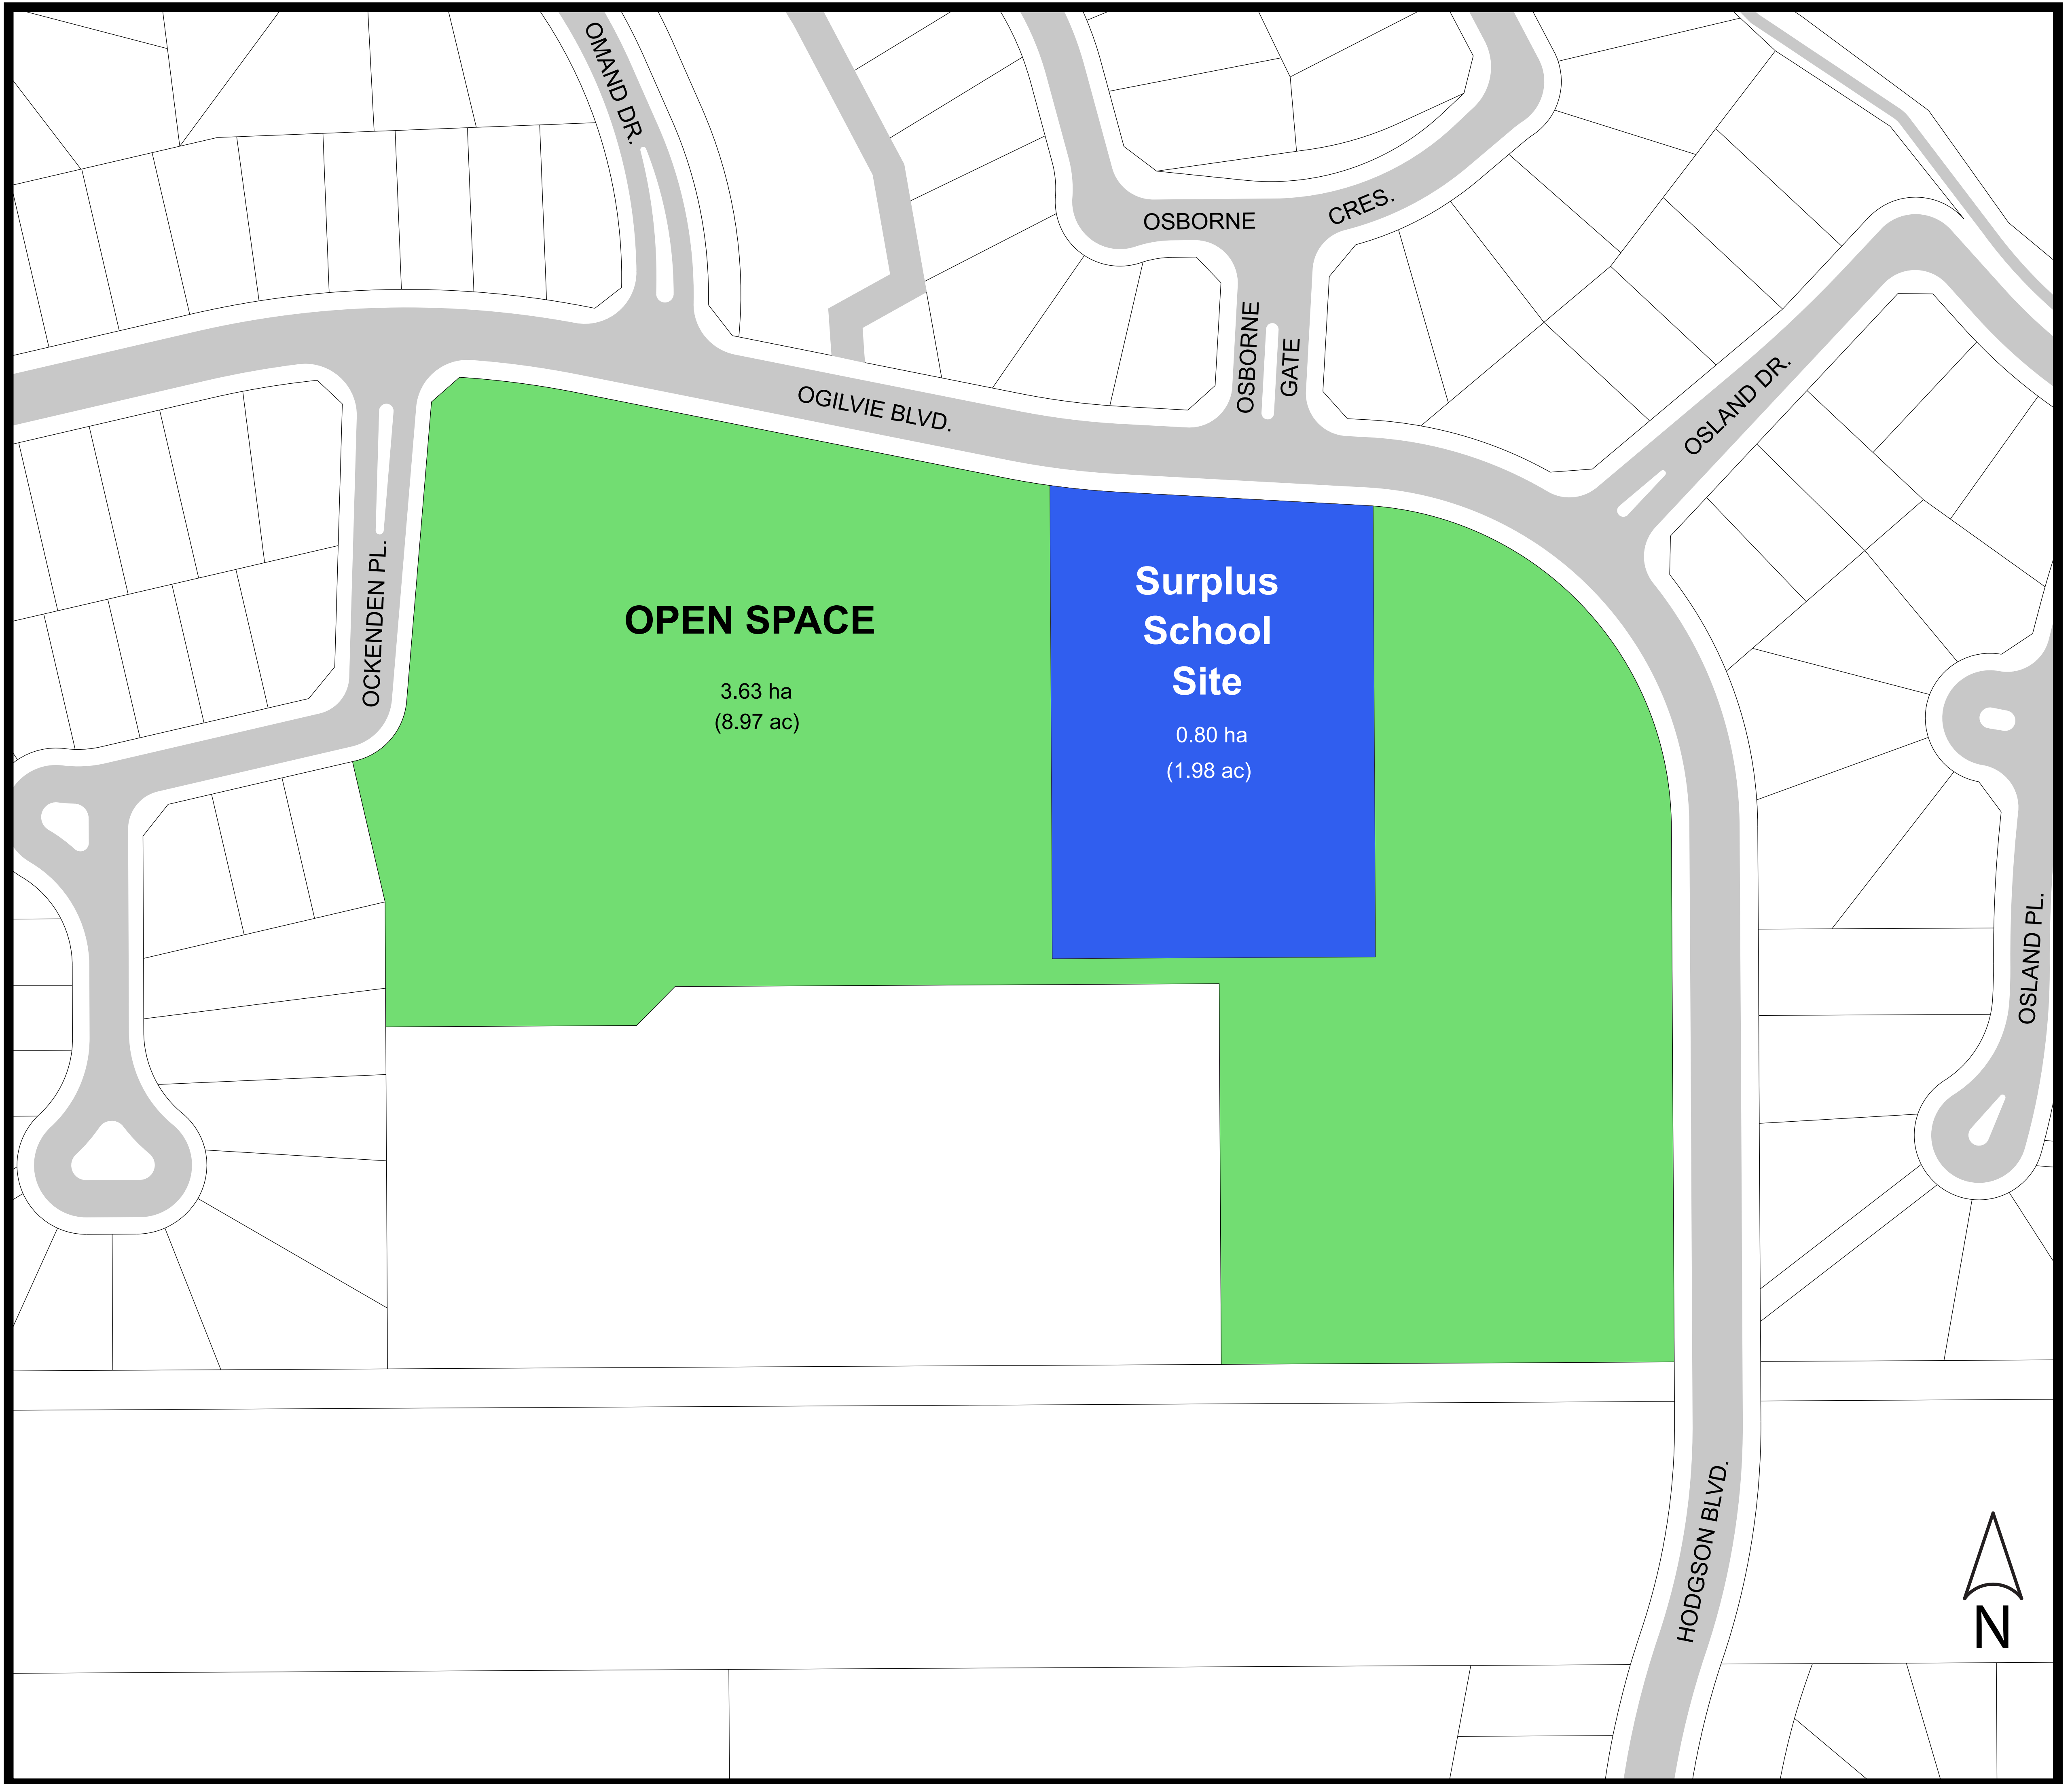 OMAND DR.
OSBORNE
CRES.
OSBORNE
GATE
OGILVIE BLVD.
OSLAND DR.
OCKENDEN PL.
OPEN SPACE
3.63 ha
(8.97 ac)
Surplus
School
Site
0.80 ha
(1.98 ac)
OSLAND PL.
HODGSON BLVD.
N